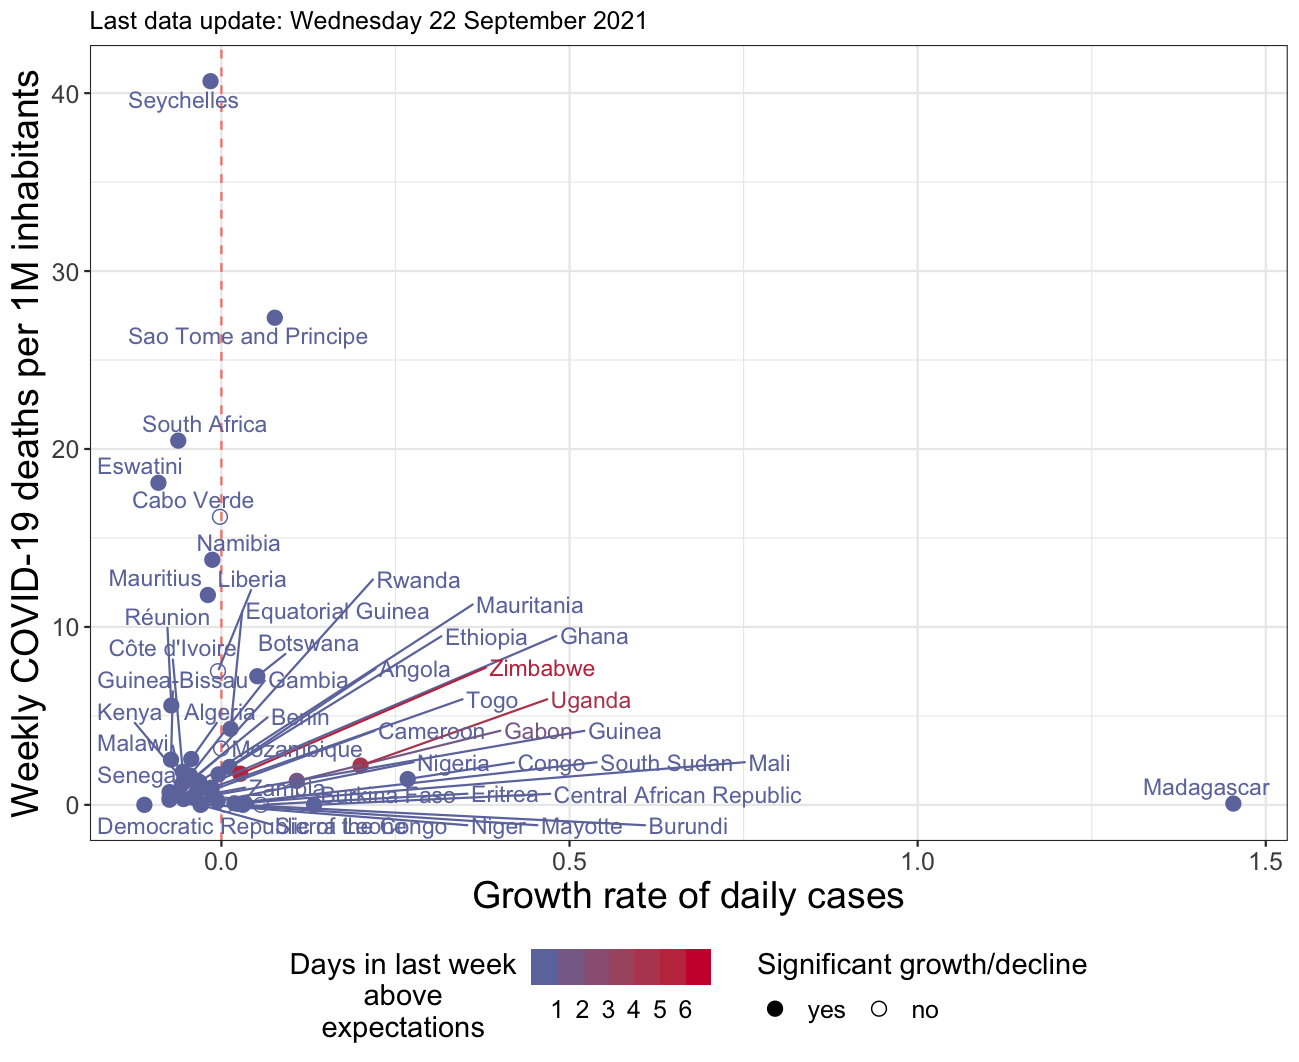 Last data update: Wednesday 22 September 2021
Weekly COVID-19 deaths per 1M inhabitants
40
30
20
10
0
Seychelles
Sao Tome and Principe
South Africa
Eswatini
Cabo Verde
Namibia
Mauritius
Liberia
Rwanda
Réunion
Equatorial Guinea
Mauritania
Côte d'Ivoire
Botswana
Ethiopia
Ghana
Guinea-Bissau
Gambia
Angola
Zimbabwe
Kenya
Algeria
Benin
Togo
Uganda
Malawi
Mozambique
Cameroon
Gabon
Guinea
Senegal
Zambia
Nigeria
Congo
South Sudan
Mali
Madagascar
Burkina Faso
Eritrea
Central African Republic
Democratic Republic of the Congo
Sierra Leone
Niger
Mayotte
Burundi
0.0
0.5
1.0
1.5
Growth rate of daily cases
Days in last week
above
expectations
1 2 3 4 5 6
Significant growth/decline
yes
no